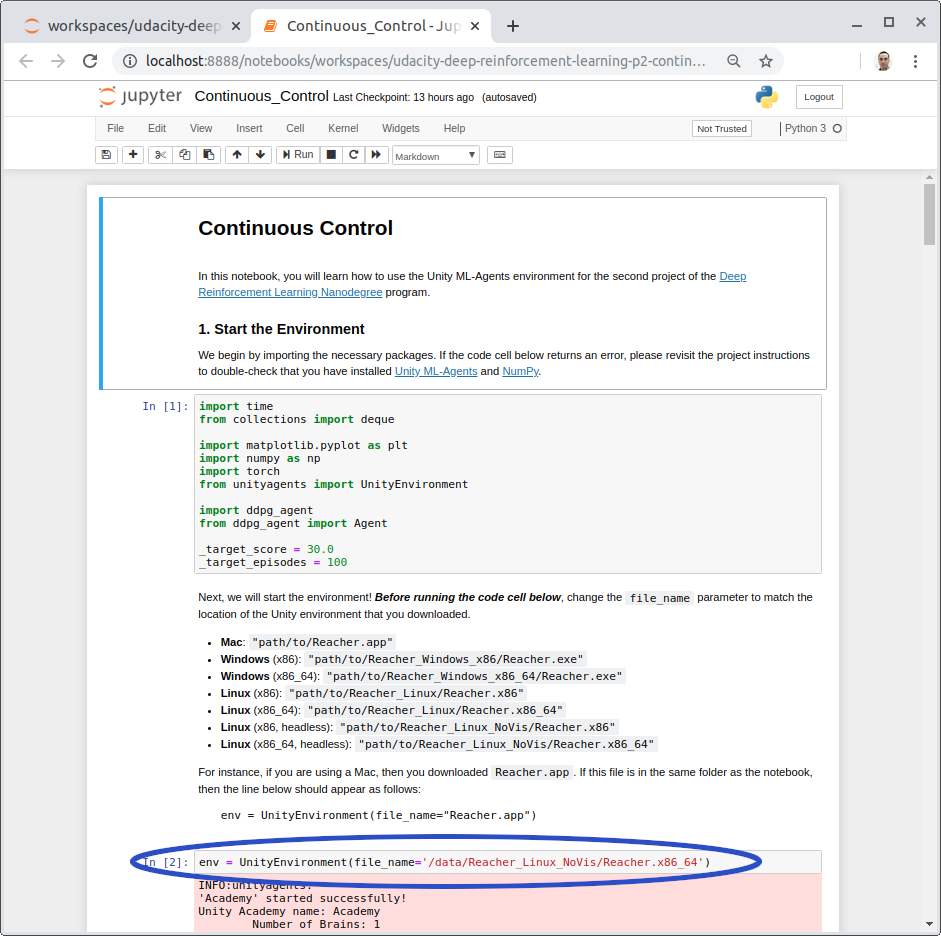 workspaces/udacity-deep
Continuous_Control - Jup
localhost:8888/notebooks/workspaces/udacity-deep-reinforcement-learning-p2-contin...
jupyter Continuous_Control Last Checkpoint: 13 hours ago (autosaved)
Logout
File Edit View Insert Cell Kernel Widgets Help
Not Trusted
Python 3
Run
Markdown
Continuous Control
In this notebook, you will learn how to use the Unity ML-Agents environment for the second project of the Deep
Reinforcement Learning Nanodegree program.
1. Start the Environment
We begin by importing the necessary packages. If the code cell below returns an error, please revisit the project instructions
to double-check that you have installed Unity ML-Agents and NumPy.
In [1]:
import time
from collections import deque
import matplotlib.pyplot as plt
import numpy as np
import torch
from unityagents import UnityEnvironment
import ddpg_agent
from ddpg_agent import Agent
_target_score = 30.0
_target_episodes = 100
Next, we will start the environment! Before running the code cell below, change the file_name parameter to match the
location of the Unity environment that you downloaded.
• Mac: "path/to/Reacher.app"
• Windows (x86): "path/to/Reacher_Windows_x86/Reacher.exe"
• Windows (x86_64): "path/to/Reacher_Windows_x86_64/Reacher.exe"
• Linux (x86): "path/to/Reacher_Linux/Reacher.x86"
• Linux (x86_64): "path/to/Reacher_Linux/Reacher.x86_64"
• Linux (x86, headless): "path/to/Reacher_Linux_NoVis/Reacher.x86"
• Linux (x86_64, headless): "path/to/Reacher_Linux_NoVis/Reacher.x86_64"
For instance, if you are using a Mac, then you downloaded Reacher.app. If this file is in the same folder as the notebook,
then the line below should appear as follows:
env = UnityEnvironment(file_name="Reacher.app")
In [2]: env = UnityEnvironment(file_name='/data/Reacher_Linux_NoVis/Reacher.x86_64')
INFO:unityagents:
'Academy' started successfully!
Unity Academy name: Academy
Number of Brains: 1